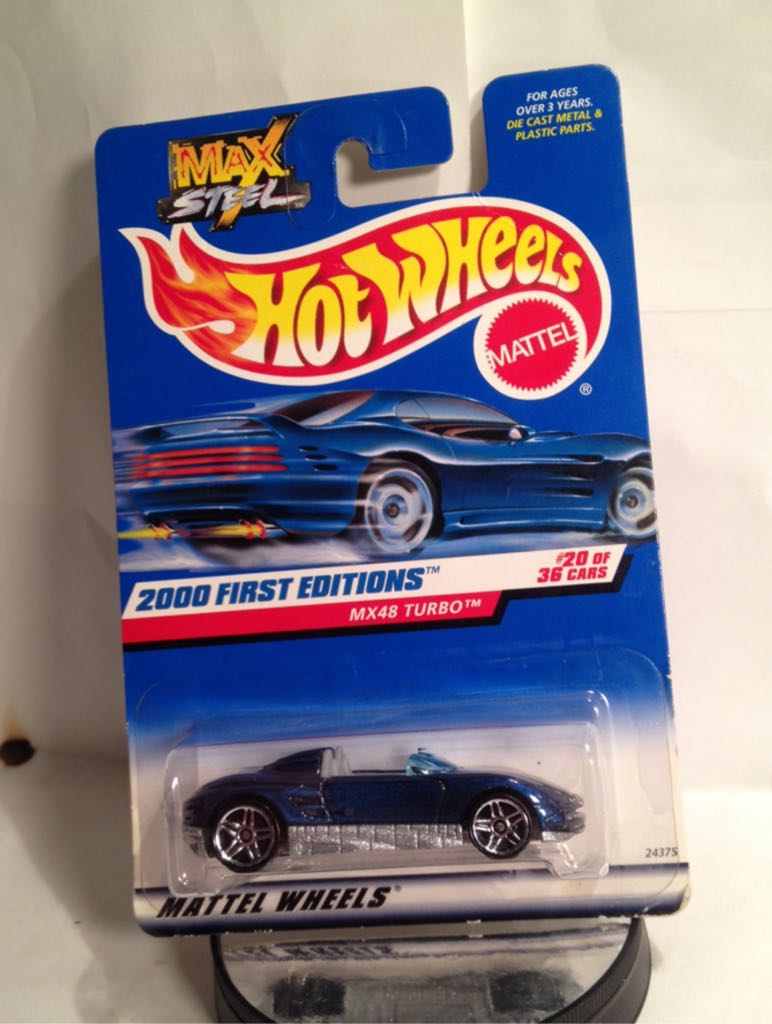 FOR AGES
OVER 3 YEARS.
DIE CAST METAL &
PLASTIC PARTS.
MAX
STEEL™
HOT WHEELS
MATTEL
®
2000 FIRST EDITIONS™
#20 OF
36 CARS
MX48 TURBO™
24375
MATTEL WHEELS®